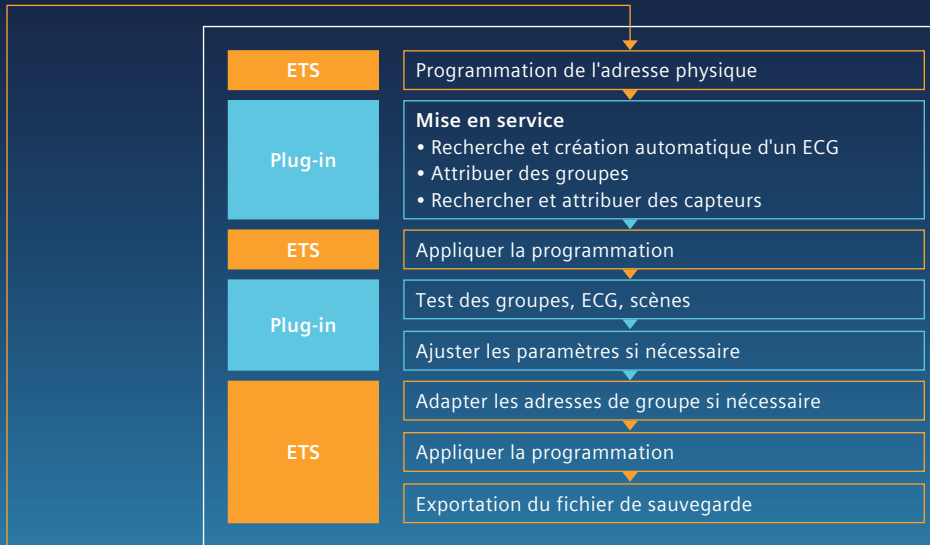 ETS
Programmation de l'adresse physique
Plug-in
Mise en service
• Recherche et création automatique d'un ECG
• Attribuer des groupes
• Rechercher et attribuer des capteurs
ETS
Appliquer la programmation
Plug-in
Test des groupes, ECG, scènes
Ajuster les paramètres si nécessaire
ETS
Adapter les adresses de groupe si nécessaire
Appliquer la programmation
Exportation du fichier de sauvegarde